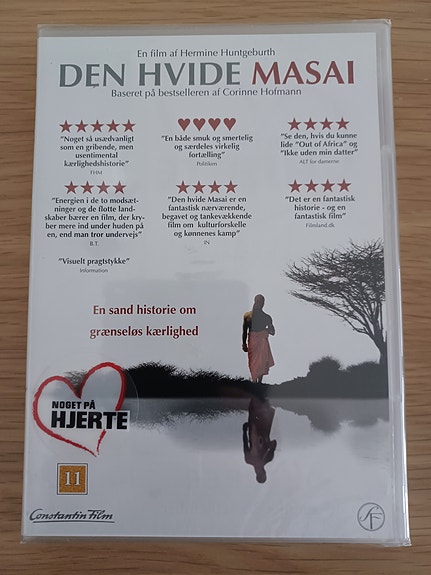 En film af Hermine Huntgeburth
DEN HVIDE MASAI
Baseret på bestselleren af Corinne Hofmann
"Noget så usædvanligt
som en gribende, men
usentimental
kærlighedshistorie"
FHM
"En både smuk og smertelig
og særdeles virkelig
fortælling"
Politiken
"Se den, hvis du kunne
lide "Out of Africa" og
"Ikke uden min datter"
ALT for damerne
"Energien i de to modsæt-
ninger og de flotte land-
skaber bærer en film, der kry-
ber mere ind under huden på
en, end man tror undervejs"
B.T.
"Den hvide Masai er en
fantastisk nærværende,
begavet og tankevækkende
film om kulturforskelle
og kønnenes kamp"
IN
"Det er en fantastisk
historie - og en
fantastisk film"
Filmland.dk
"Visuelt pragtstykke"
Information
En sand historie om
grænseløs kærlighed
NOGET PÅ
HJERTE
11
Constantin Film
SF